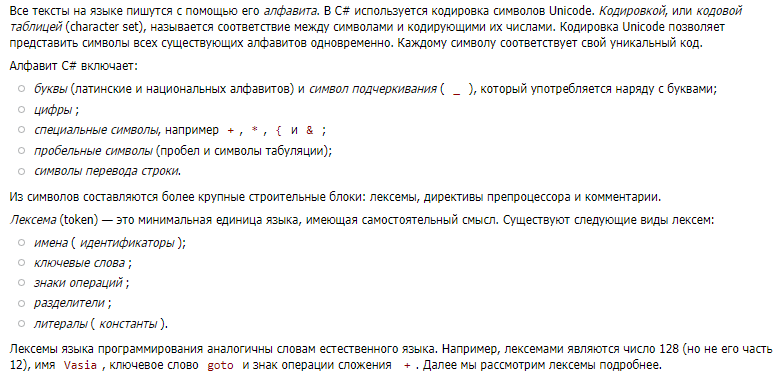 Все тексты на языке пишутся с помощью его алфавита. В C# используется кодировка символов Unicode. Кодировкой, или кодовой
таблицей (character set), называется соответствие между символами и кодирующими их числами. Кодировка Unicode позволяет
представить символы всех существующих алфавитов одновременно. Каждому символу соответствует свой уникальный код.
Алфавит C# включает:
буквы (латинские и национальных алфавитов) и символ подчеркивания ( _ ), который употребляется наряду с буквами;
цифры ;
специальные символы, например + , * , { и & ;
пробельные символы (пробел и символы табуляции);
символы перевода строки.
Из символов составляются более крупные строительные блоки: лексемы, директивы препроцессора и комментарии.
Лексема (token) — это минимальная единица языка, имеющая самостоятельный смысл. Существуют следующие виды лексем:
имена ( идентификаторы );
ключевые слова ;
знаки операций ;
разделители ;
литералы ( константы ).
Лексемы языка программирования аналогичны словам естественного языка. Например, лексемами являются число 128 (но не его часть
12), имя Vasia , ключевое слово goto и знак операции сложения + . Далее мы рассмотрим лексемы подробнее.